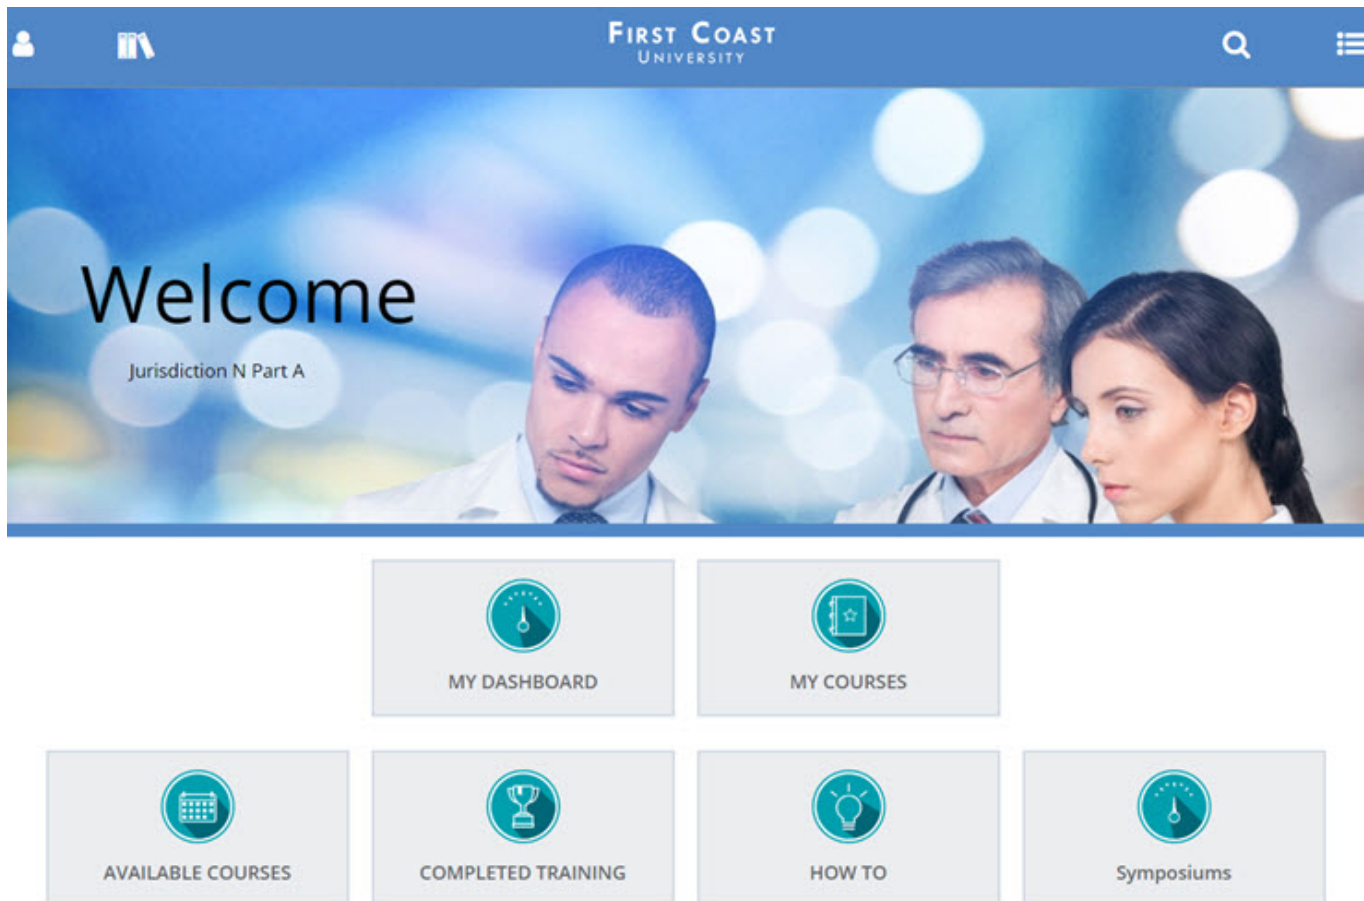 FIRST COAST
UNIVERSITY
Welcome
Jurisdiction N Part A
MY DASHBOARD
MY COURSES
AVAILABLE COURSES
COMPLETED TRAINING
HOW TO
Symposiums